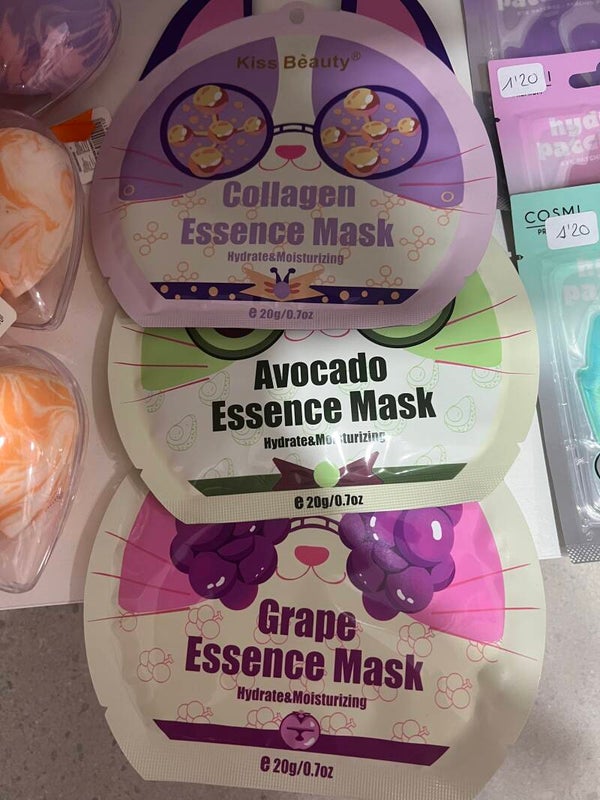 Kiss Bèauty®
Collagen
Essence Mask
Hydrate&Moisturizing
e 20g/0.7oz
Avocado
Essence Mask
Hydrate&Moisturizing
e 20g/0.7oz
Grape
Essence Mask
Hydrate&Moisturizing
e 20g/0.7oz
1'20
COSMI
1'20